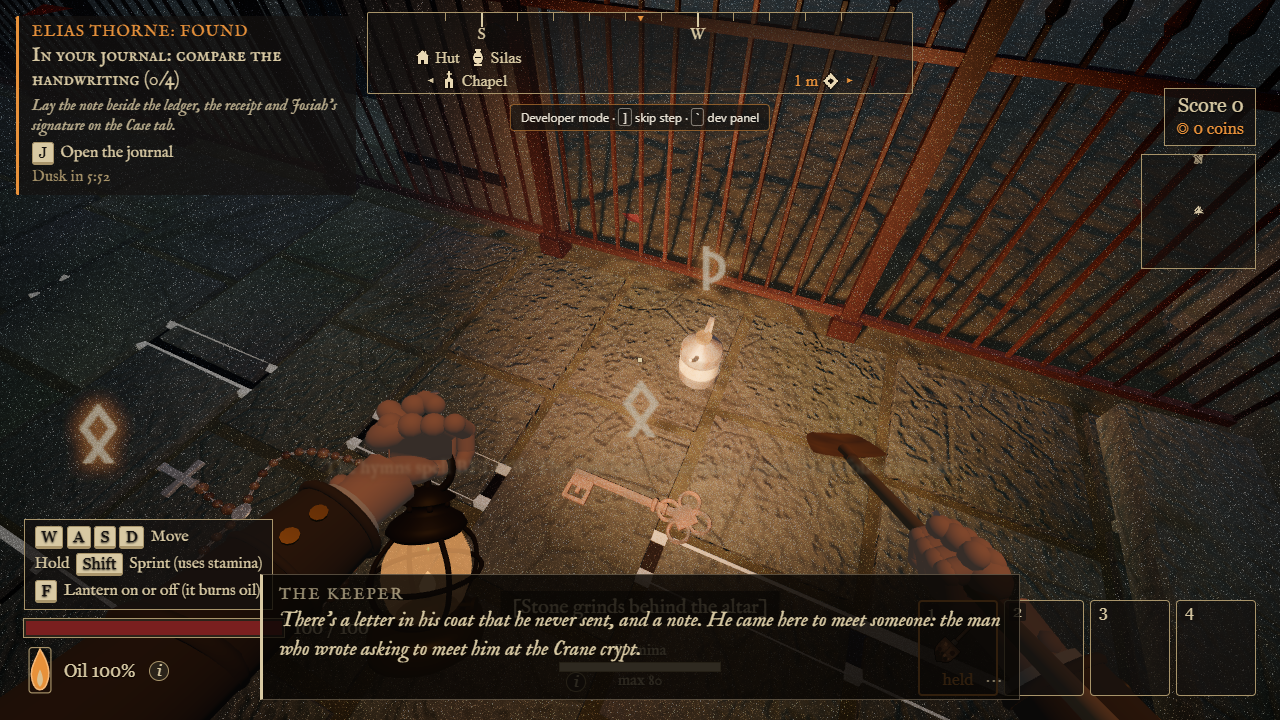 ELIAS THORNE: FOUND
In your journal: compare the
handwriting (0/4)
Lay the note beside the ledger, the receipt and Josiah's
signature on the Case tab.
J Open the journal
Dusk in 5:52
S
W
Hut Silas
Chapel
1 m
Developer mode · ] skip step · ` dev panel
Score 0
0 coins
ᚦ
ᛟ
ᛟ
W A S D Move
Hold Shift Sprint (uses stamina)
F Lantern on or off (it burns oil)
100 / 100
Oil 100% i
THE KEEPER
[Stone grinds behind the altar]
There's a letter in his coat that he never sent, and a note. He came here to meet someone: the man
who wrote asking to meet him at the Crane crypt.
i max 80
1
2
3
4
held ...